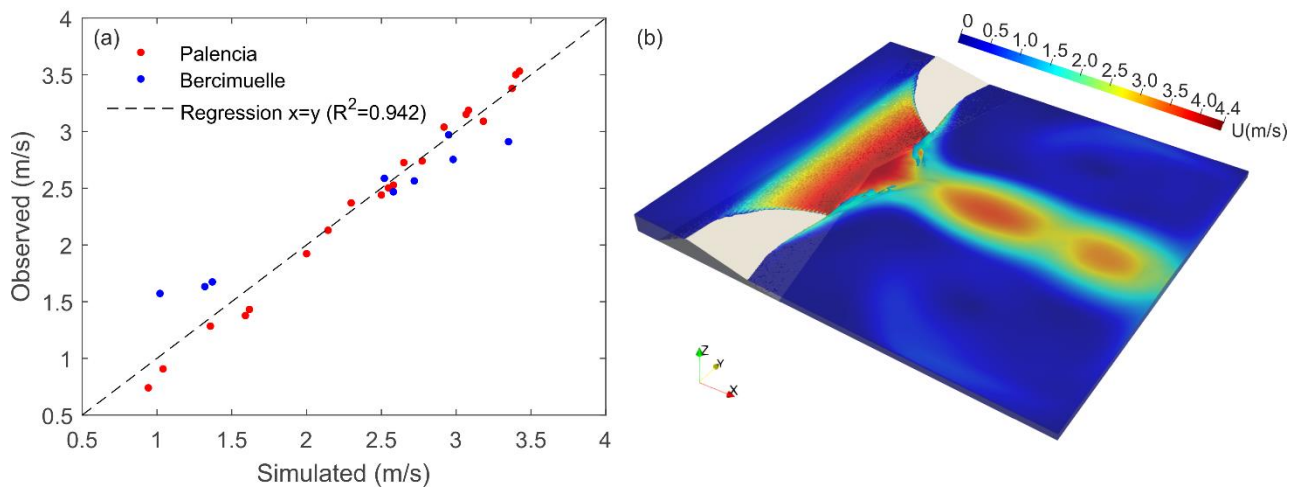 (a)
Palencia
Bercimuelle
Regression x=y (R²=0.942)
4
3.5
3
2.5
2
1.5
1
0.5
Observed (m/s)
0.5 1 1.5 2 2.5 3 3.5 4
Simulated (m/s)
(b)
0 0.5 1.0 1.5 2.0 2.5 3.0 3.5 4.0 4.4
U(m/s)
Z
Y
X